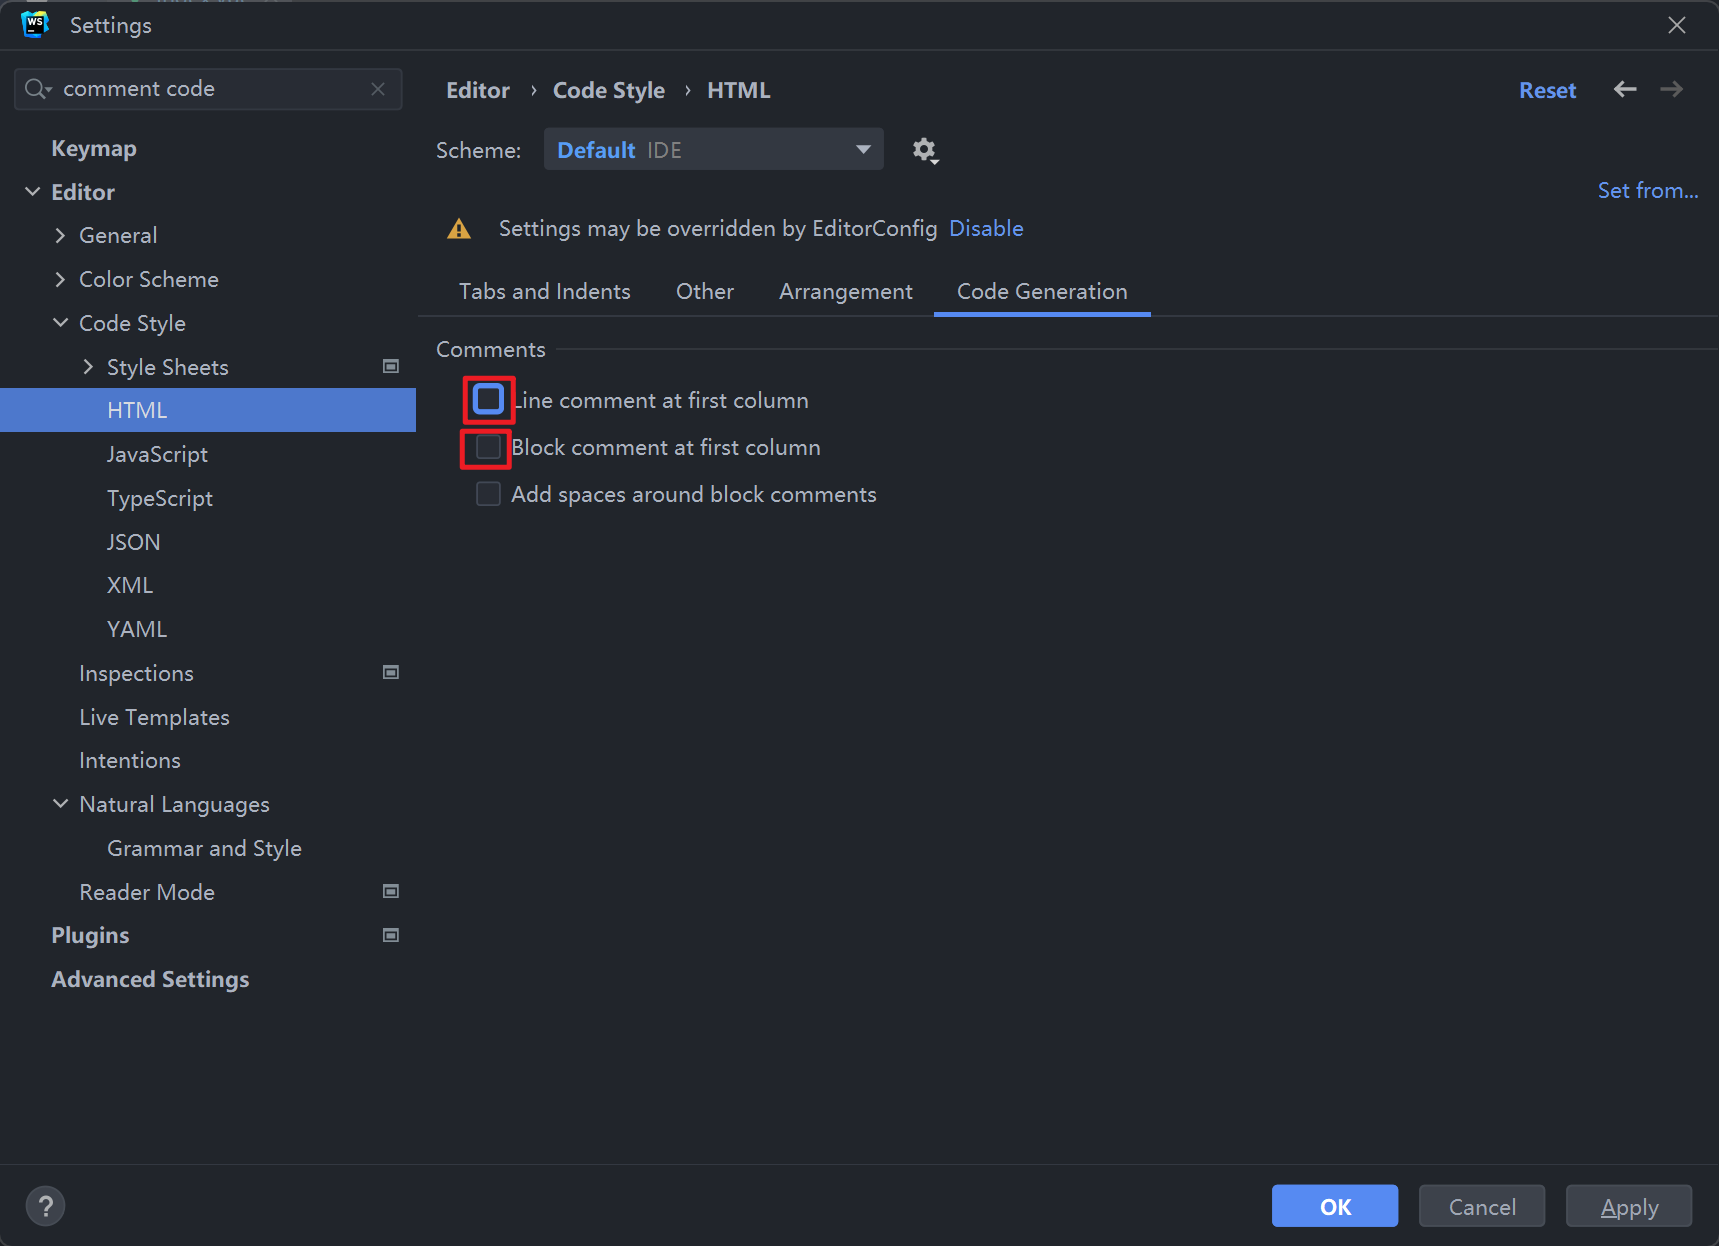 WS
Settings
comment code
Keymap
Editor
General
Color Scheme
Code Style
Style Sheets
HTML
JavaScript
TypeScript
JSON
XML
YAML
Inspections
Live Templates
Intentions
Natural Languages
Grammar and Style
Reader Mode
Plugins
Advanced Settings
Editor › Code Style › HTML
Reset
Scheme: Default IDE
Set from...
Settings may be overridden by EditorConfig Disable
Tabs and Indents Other Arrangement Code Generation
Comments
Line comment at first column
Block comment at first column
Add spaces around block comments
?
OK Cancel Apply